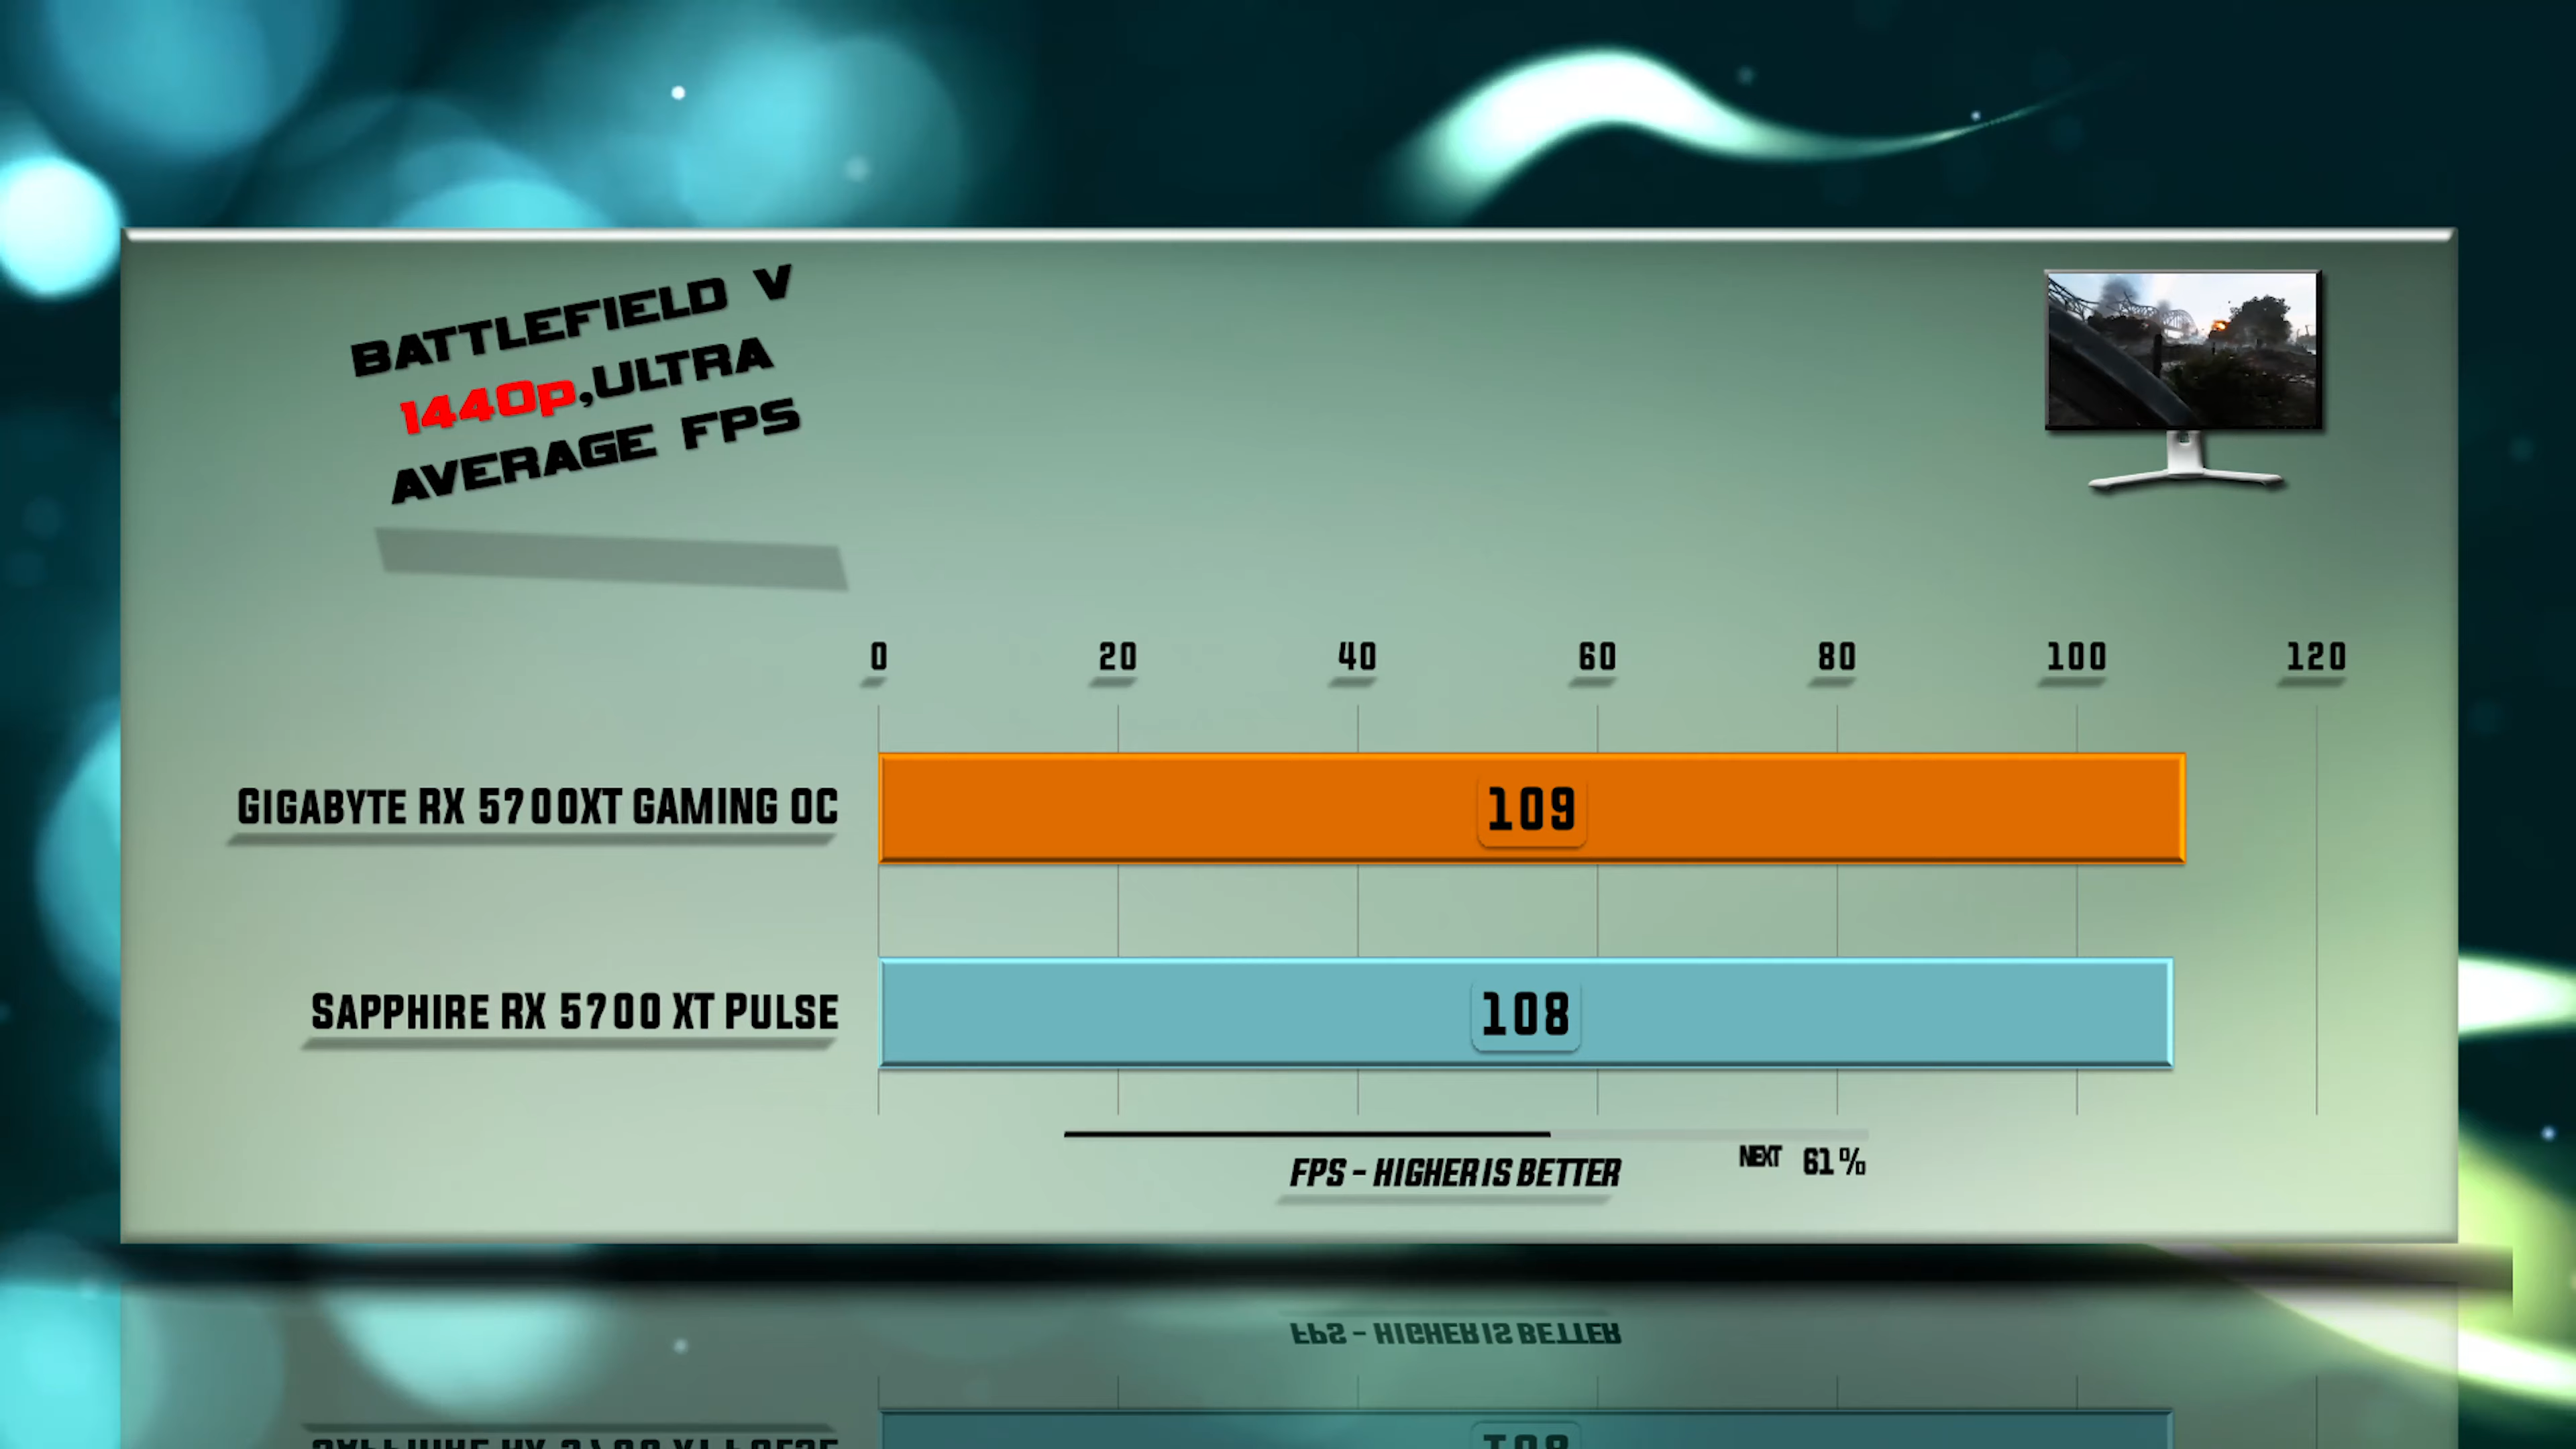 BATTLEFIELD V
1440p,ULTRA
AVERAGE FPS
0 20 40 60 80 100 120
GIGABYTE RX 5700XT GAMING OC 109
SAPPHIRE RX 5700 XT PULSE 108
FPS - HIGHER IS BETTER NEXT 61%